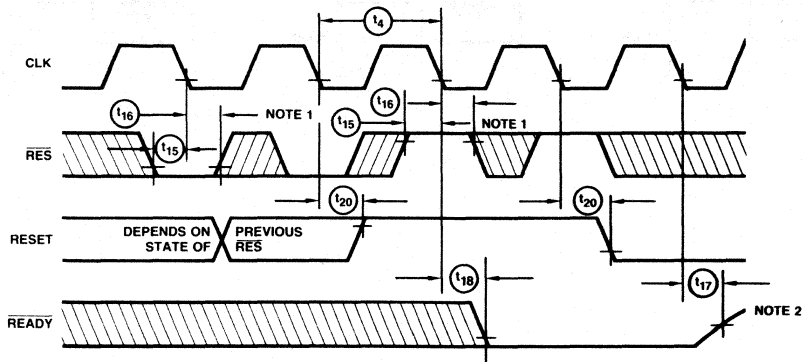 t4
CLK
t16
NOTE 1
t16
t15
NOTE 1
t15
RES
t20
t20
RESET
DEPENDS ON
STATE OF
PREVIOUS
RES
t18
t17
NOTE 2
READY